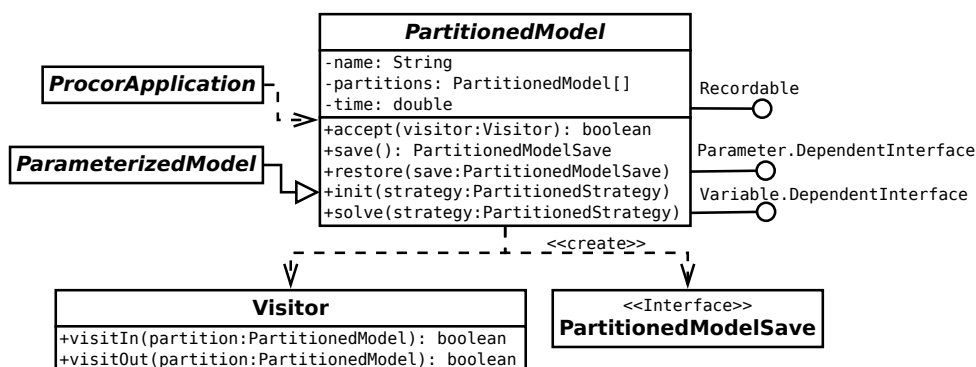 PartitionedModel
-name: String
-partitions: PartitionedModel[]
-time: double
+accept(visitor:Visitor): boolean
+save(): PartitionedModelSave
+restore(save:PartitionedModelSave)
+init(strategy:PartitionedStrategy)
+solve(strategy:PartitionedStrategy)
ProcorApplication
ParameterizedModel
Recordable
Parameter.DependentInterface
Variable.DependentInterface
<<create>>
Visitor
+visitIn(partition:PartitionedModel): boolean
+visitOut(partition:PartitionedModel): boolean
<<Interface>>
PartitionedModelSave